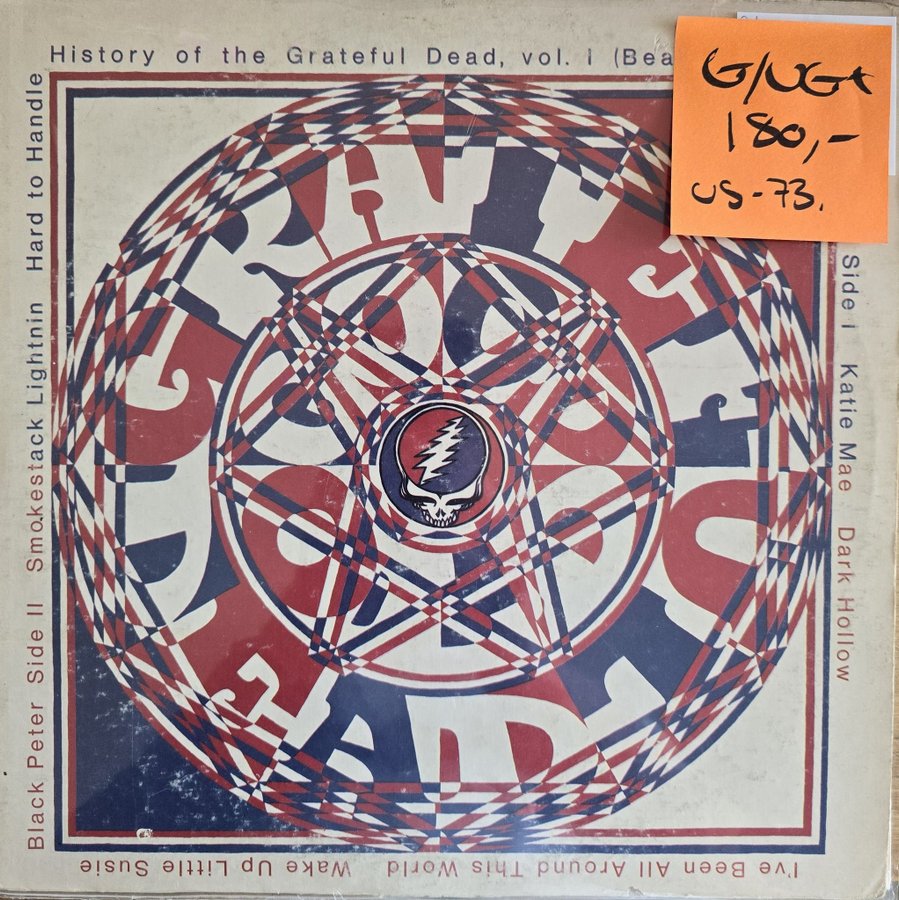 History of the Grateful Dead, vol. I (Bea
G/VG+
180,-
US-73.
Side I Katie Mae Dark Hollow
I've Been All Around This World Wake Up Little Susie
Black Peter Side II Smokestack Lightnin Hard to Handle
GRATEFUL
DEAD